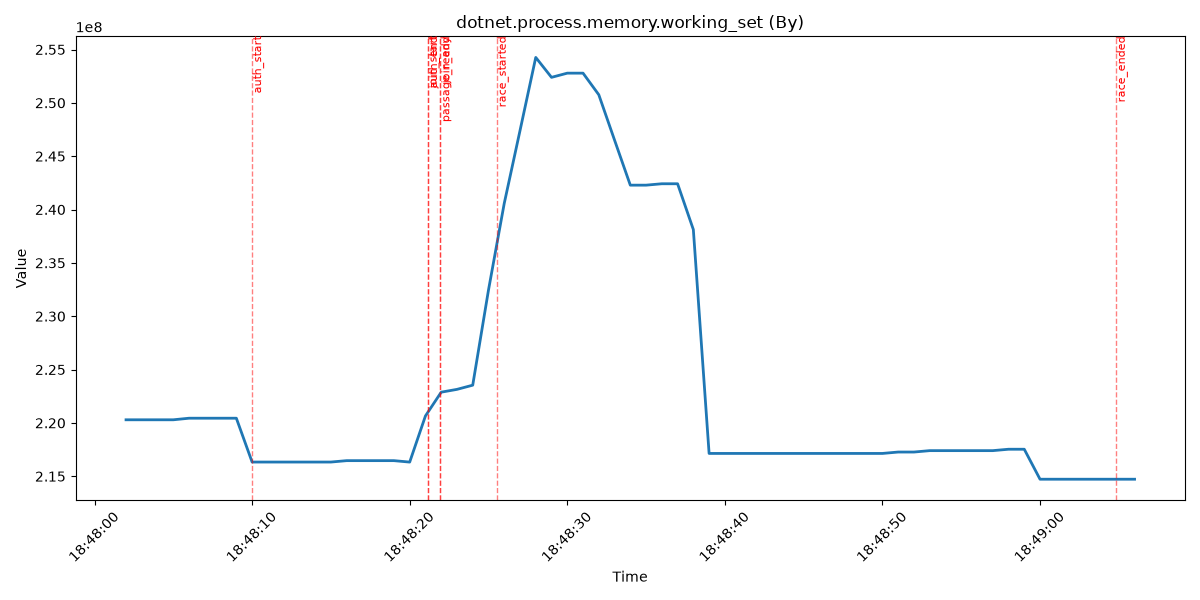 dotnet.process.memory.working_set (By)
1e8
2.55
2.50
2.45
2.40
2.35
2.30
2.25
2.20
2.15
Value
auth_start
passage_ready
race_started
race_ended
18:48:00
18:48:10
18:48:20
18:48:30
18:48:40
18:48:50
18:49:00
Time